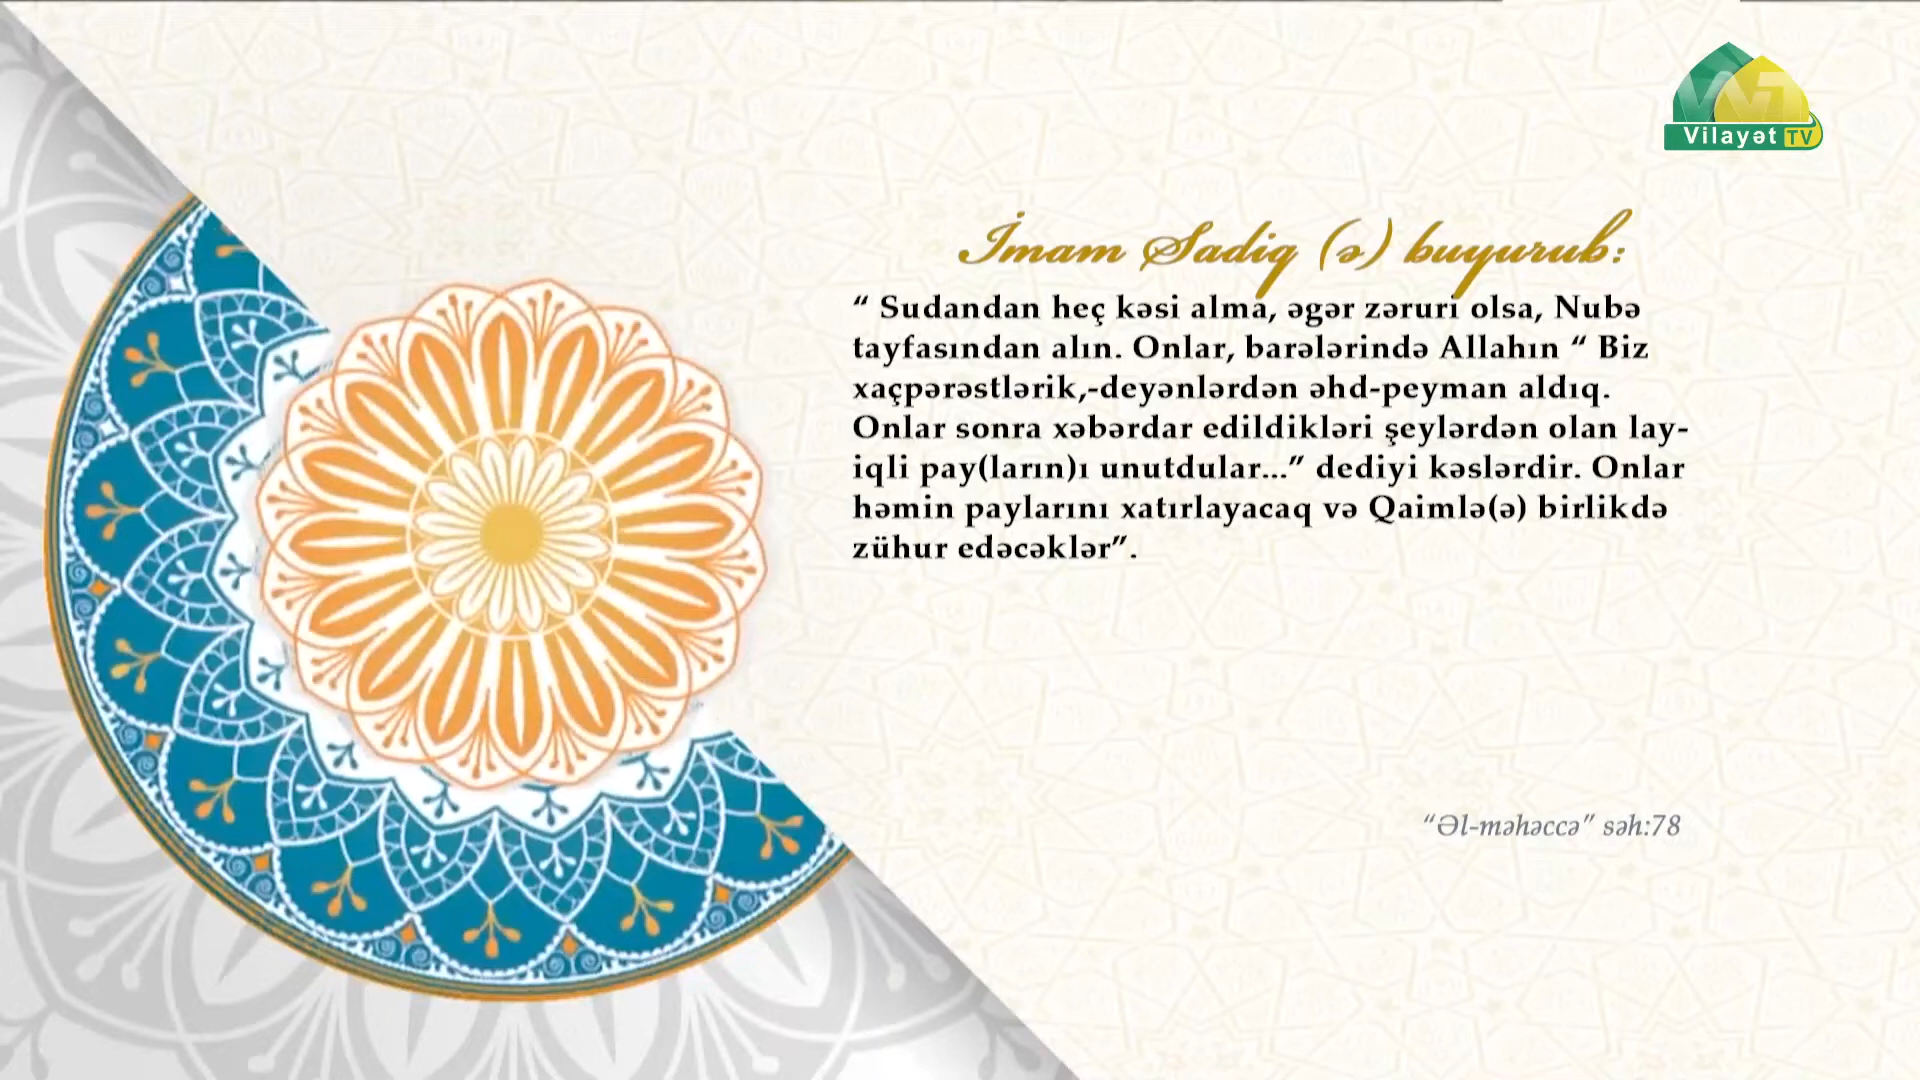 Vilayət TV
İmam Sadiq (ə) buyurub:
“ Sudandan heç kəsi alma, əgər zəruri olsa, Nubə
tayfasından alın. Onlar, barələrində Allahın “ Biz
xaçpərəstlərik,-deyənlərdən əhd-peyman aldıq.
Onlar sonra xəbərdar edildikləri şeylərdən olan lay-
iqli pay(ların)ı unutdular...” dediyi kəslərdir. Onlar
həmin paylarını xatırlayacaq və Qaimlə(ə) birlikdə
zühur edəcəklər”.
“Əl-məhəccə” səh:78